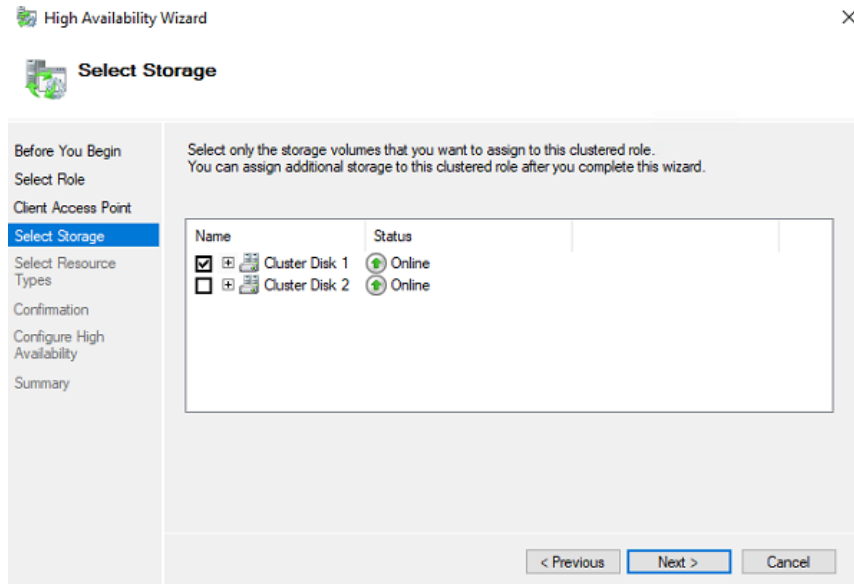 High Availability Wizard
Select Storage
Before You Begin
Select Role
Client Access Point
Select Storage
Select Resource
Types
Confirmation
Configure High
Availability
Summary
Select only the storage volumes that you want to assign to this clustered role.
You can assign additional storage to this clustered role after you complete this wizard.
Name Status
Cluster Disk 1 Online
Cluster Disk 2 Online
< Previous Next > Cancel